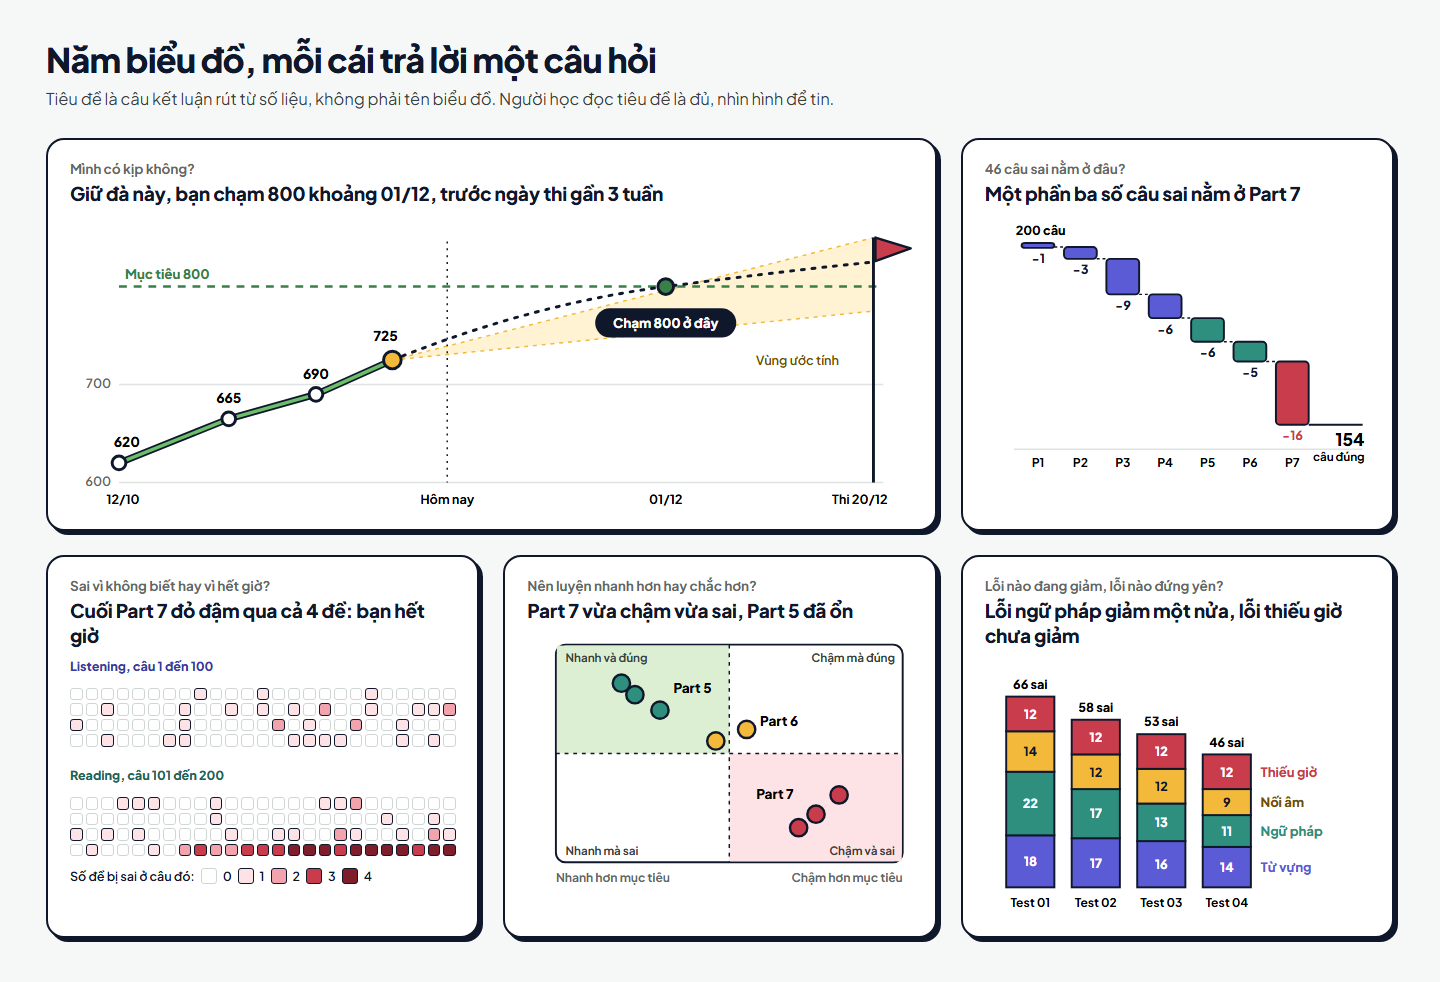 Năm biểu đồ, mỗi cái trả lời một câu hỏi
Tiêu đề là câu kết luận rút từ số liệu, không phải tên biểu đồ. Người học đọc tiêu đề là đủ, nhìn hình để tin.
Mình có kịp không?
Giữ đà này, bạn chạm 800 khoảng 01/12, trước ngày thi gần 3 tuần
Mục tiêu 800
725
Chạm 800 ở đây
Vùng ước tính
700
690
665
620
600
12/10
Hôm nay
01/12
Thi 20/12
46 câu sai nằm ở đâu?
Một phần ba số câu sai nằm ở Part 7
200 câu
−1
−3
−9
−6
−6
−5
−16
154
câu đúng
P1 P2 P3 P4 P5 P6 P7
Sai vì không biết hay vì hết giờ?
Cuối Part 7 đỏ đậm qua cả 4 đề: bạn hết
giờ
Listening, câu 1 đến 100
Reading, câu 101 đến 200
Số đề bị sai ở câu đó: 0 1 2 3 4
Nên luyện nhanh hơn hay chắc hơn?
Part 7 vừa chậm vừa sai, Part 5 đã ổn
Nhanh và đúng
Chậm mà đúng
Part 5
Part 6
Part 7
Nhanh mà sai
Chậm và sai
Nhanh hơn mục tiêu
Chậm hơn mục tiêu
Lỗi nào đang giảm, lỗi nào đứng yên?
Lỗi ngữ pháp giảm một nửa, lỗi thiếu giờ
chưa giảm
66 sai
12
14
22
18
Test 01
58 sai
12
12
17
17
Test 02
53 sai
12
12
13
16
Test 03
46 sai
12
9
11
14
Test 04
Thiếu giờ
Nối âm
Ngữ pháp
Từ vựng